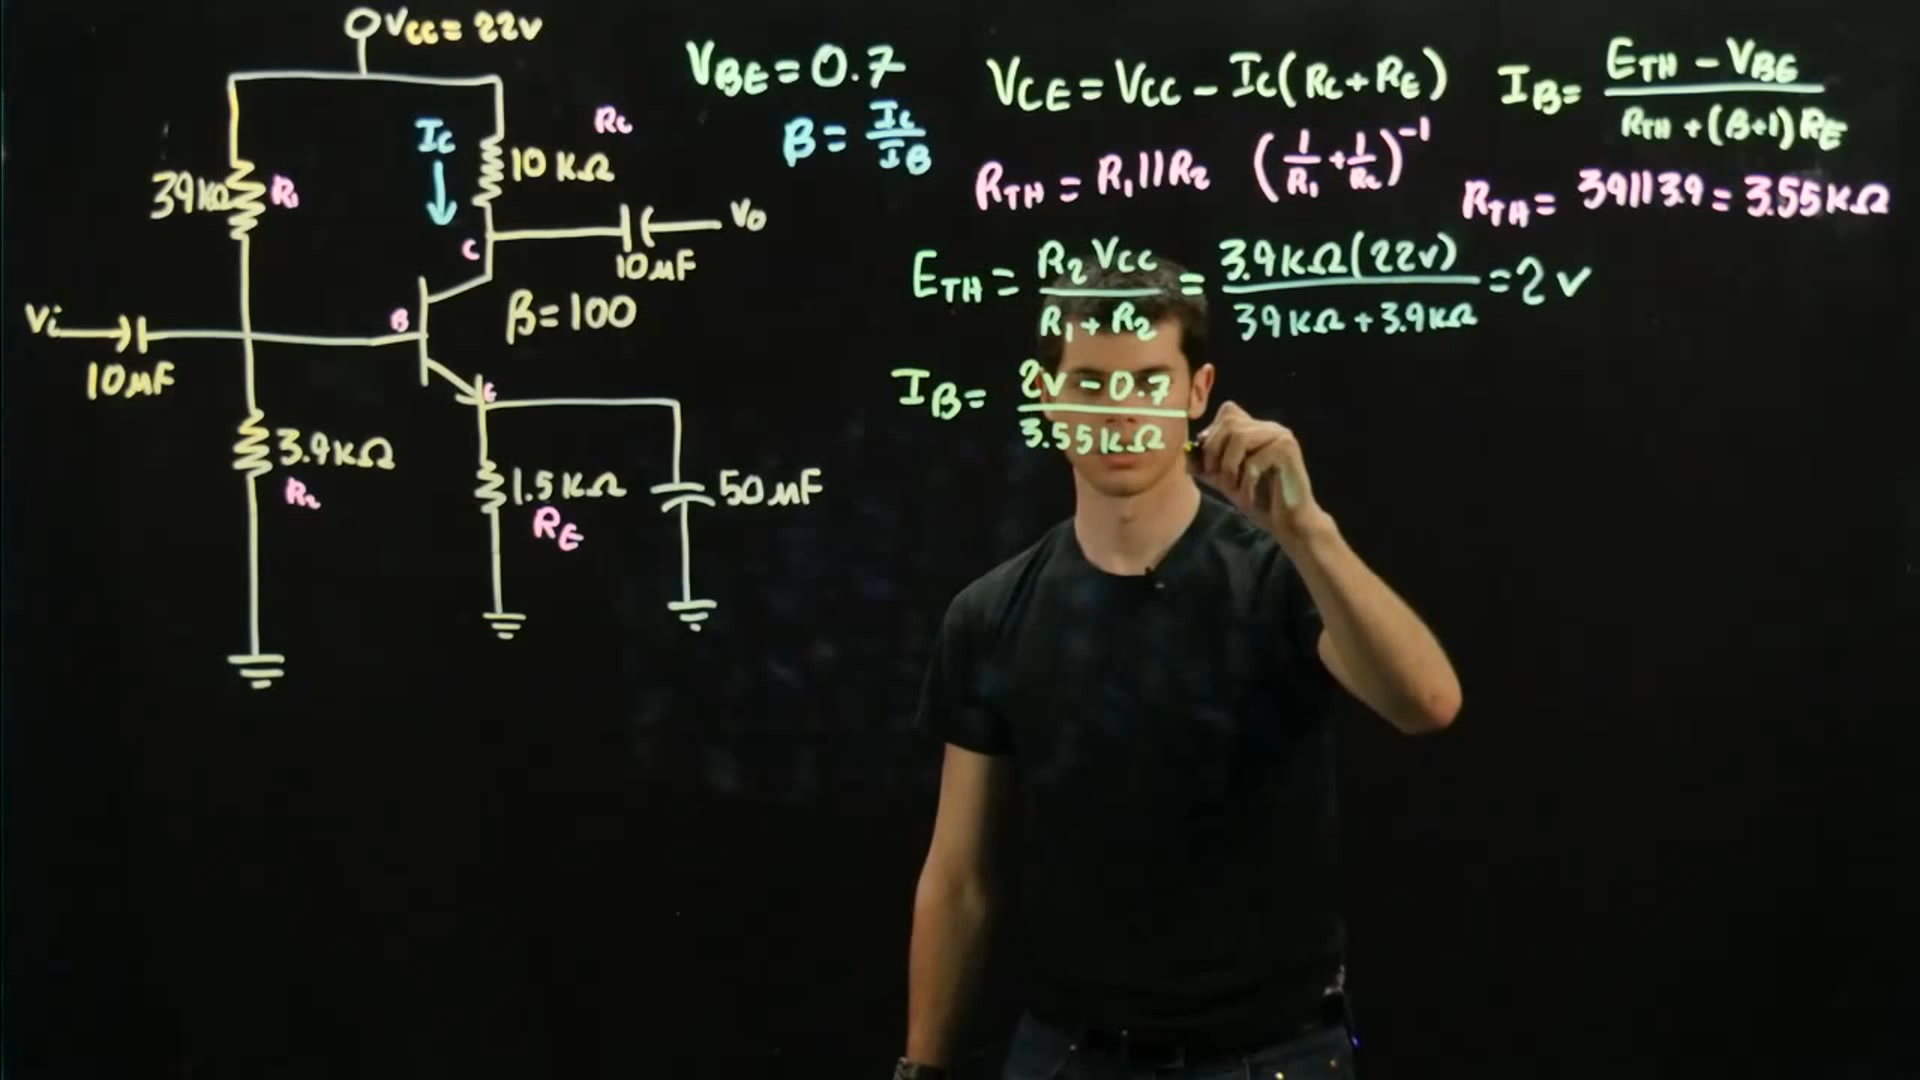 VCC = 22V
39KΩ R1
IC
10 KΩ
RC
C
10μF
Vo
Vi
10μF
B
β=100
E
3.9KΩ
R2
1.5KΩ
RE
50μF
VBE = 0.7
β = IC/IB
VCE = VCC - IC(RC+RE)
IB= ETH - VBE / RTH + (β+1) RE
RTH = R1||R2 (1/R1 + 1/R2)^-1
RTH = 39||3.9 = 3.55KΩ
ETH = R2 VCC / R1 + R2 = 3.9KΩ(22V) / 39KΩ + 3.9KΩ = 2V
IB= 2V - 0.7 / 3.55KΩ